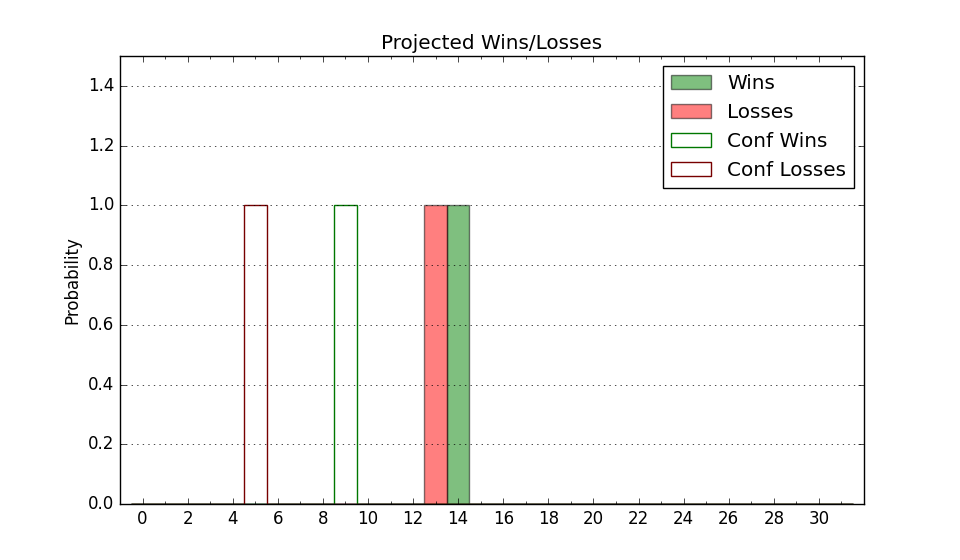 Projected Wins/Losses
Wins
Losses
Conf Wins
Conf Losses
Probability
1.4
1.2
1.0
0.8
0.6
0.4
0.2
0.0
0 2 4 6 8 10 12 14 16 18 20 22 24 26 28 30